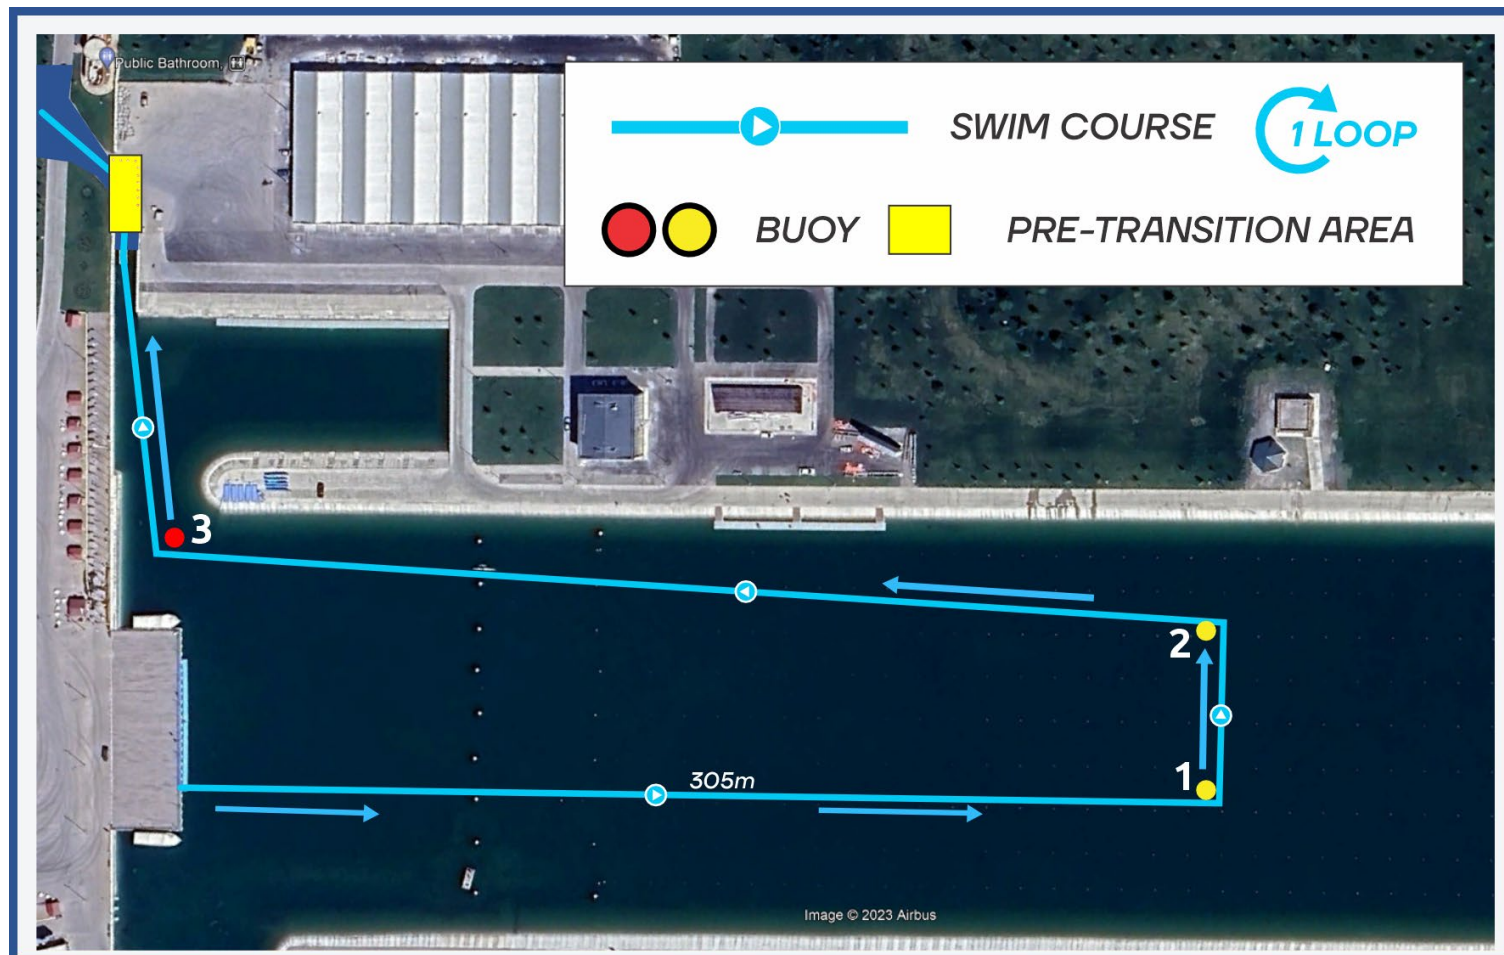 Public Bathroom,
SWIM COURSE
1 LOOP
BUOY
PRE-TRANSITION AREA
3
2
1
305m
Image © 2023 Airbus